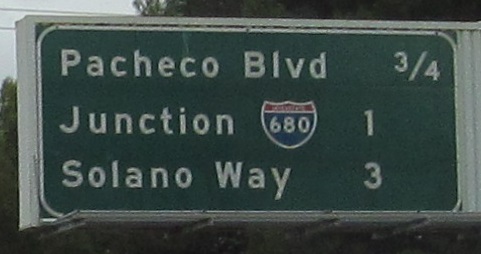 Pacheco Blvd 3/4
Junction 680 1
Solano Way 3